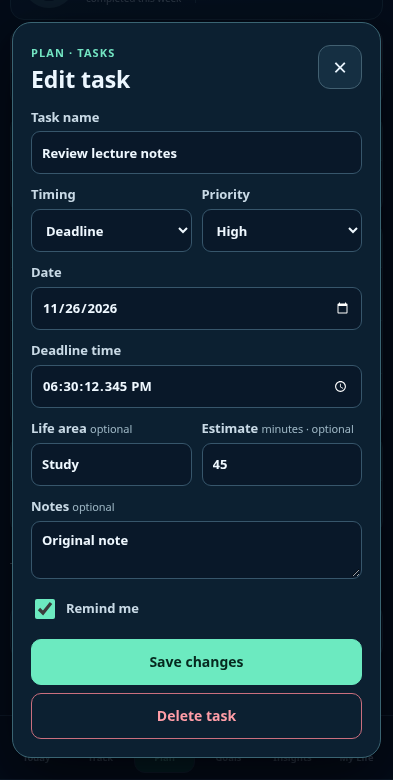 PLAN · TASKS
Edit task
Task name
Review lecture notes
Timing
Priority
Deadline
High
Date
11/26/2026
Deadline time
06:30:12.345 PM
Life area optional
Estimate minutes · optional
Study
45
Notes optional
Original note
Remind me
Save changes
Delete task